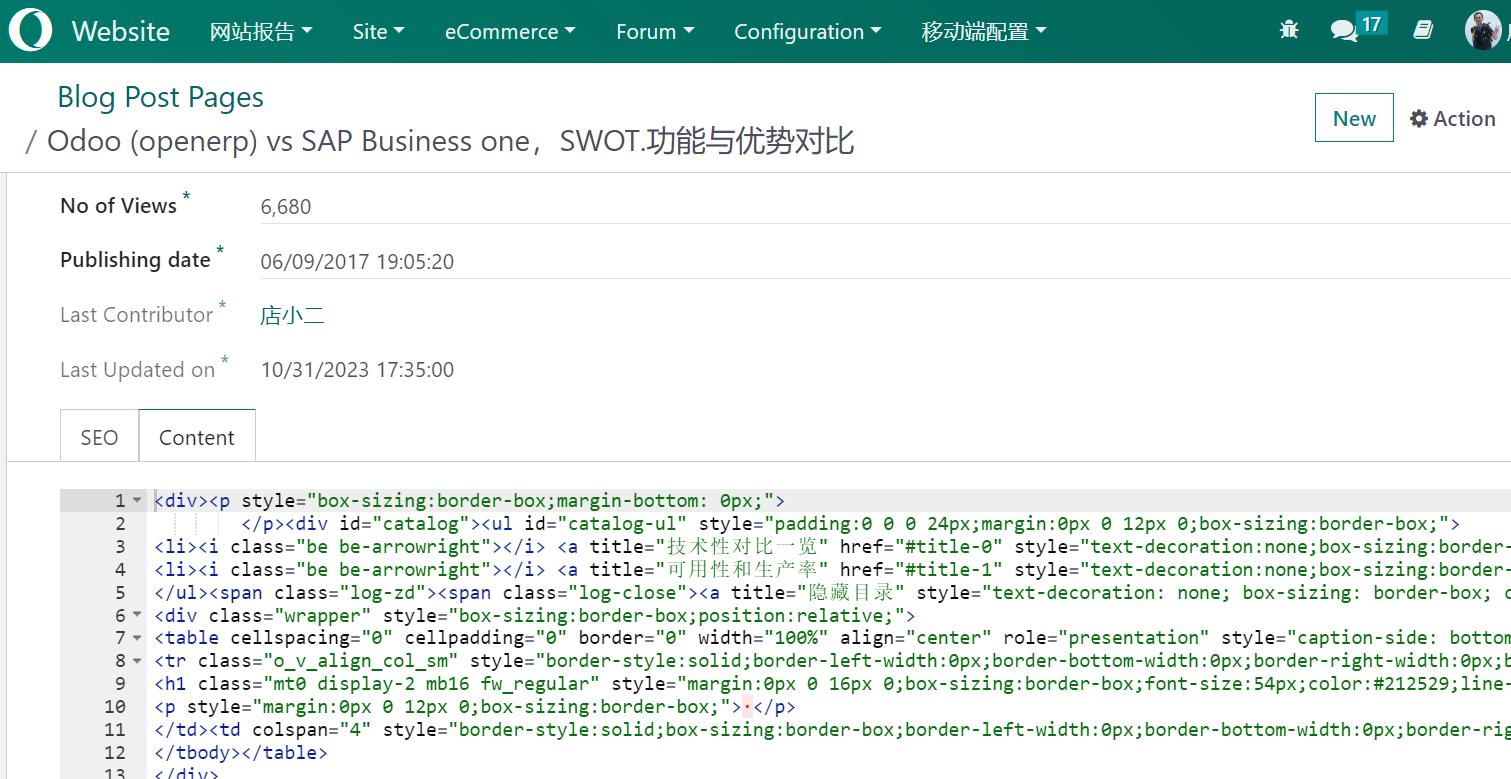 Website 网站报告 Site eCommerce Forum Configuration 移动端配置 17
Blog Post Pages
/ Odoo (openerp) vs SAP Business one，SWOT.功能与优势对比
New Action
No of Views * 6,680
Publishing date * 06/09/2017 19:05:20
Last Contributor * 店小二
Last Updated on * 10/31/2023 17:35:00
SEO Content
1 <div><p style="box-sizing:border-box;margin-bottom: 0px;">
2 </p><div id="catalog"><ul id="catalog-ul" style="padding:0 0 0 24px;margin:0px 0 12px 0;box-sizing:border-box;">
3 <li><i class="be be-arrowright"></i> <a title="技术性对比一览" href="#title-0" style="text-decoration:none;box-sizing:border-
4 <li><i class="be be-arrowright"></i> <a title="可用性和生产率" href="#title-1" style="text-decoration:none;box-sizing:border-
5 </ul><span class="log-zd"><span class="log-close"><a title="隐藏目录" style="text-decoration: none; box-sizing: border-box; c
6 <div class="wrapper" style="box-sizing:border-box;position:relative;">
7 <table cellspacing="0" cellpadding="0" border="0" width="100%" align="center" role="presentation" style="caption-side: bottom
8 <tr class="o_v_align_col_sm" style="border-style:solid;border-left-width:0px;border-bottom-width:0px;border-right-width:0px;b
9 <h1 class="mt0 display-2 mb16 fw_regular" style="margin:0px 0 16px 0;box-sizing:border-box;font-size:54px;color:#212529;line-
10 <p style="margin:0px 0 12px 0;box-sizing:border-box;">·</p>
11 </td><td colspan="4" style="border-style:solid;box-sizing:border-box;border-left-width:0px;border-bottom-width:0px;border-rig
12 </tbody></table>
13 </div>